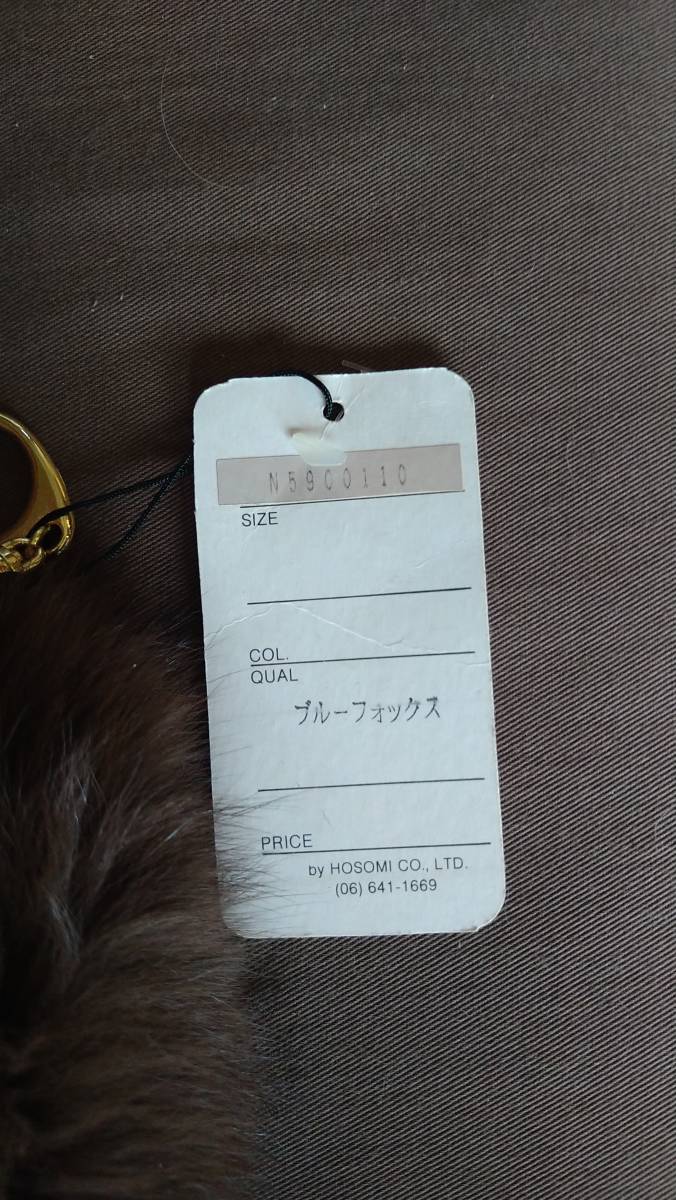 N59C0110
SIZE
COL.
QUAL
ブルーフォックス
PRICE
by HOSOMI CO., LTD.
(06) 641-1669